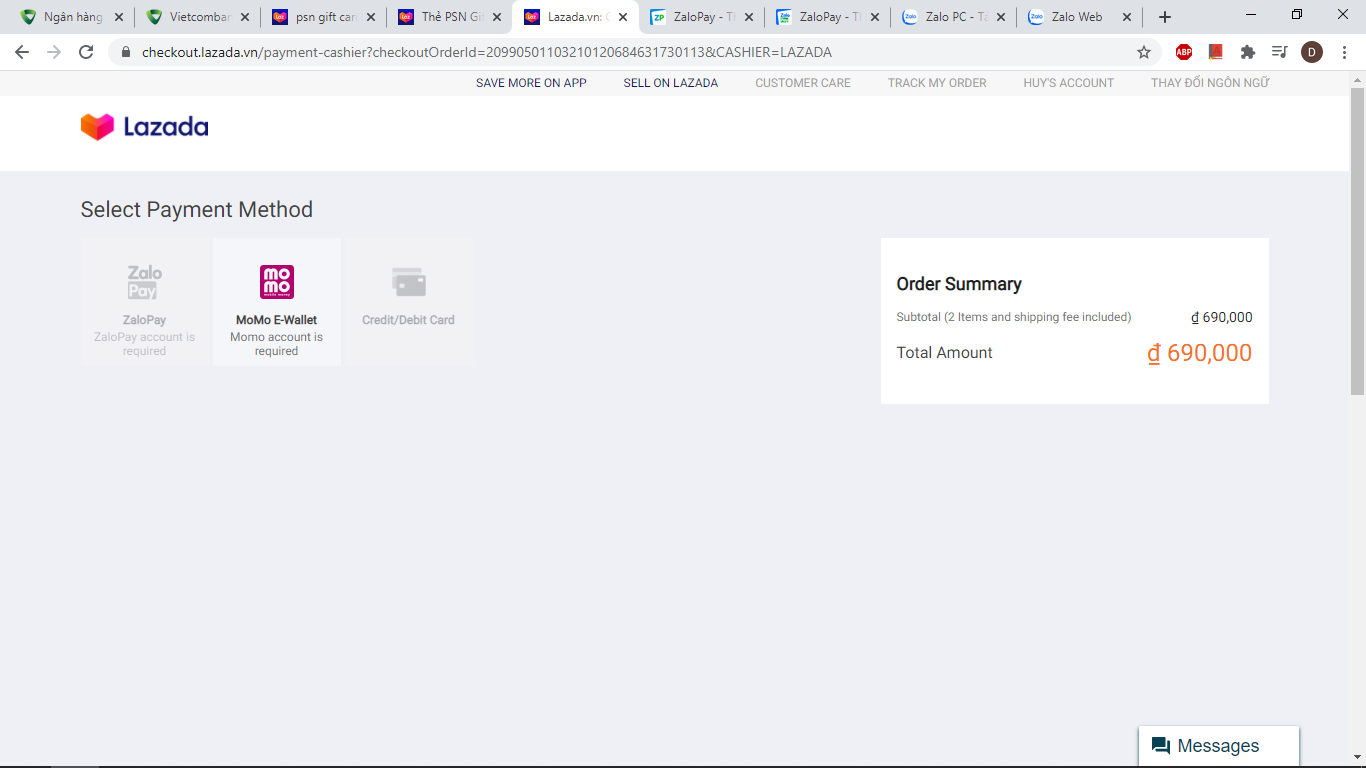 Ngân hàng
Vietcomban
psn gift car
Thẻ PSN Gi
Lazada.vn:
ZaloPay - T
ZaloPay - T
Zalo PC - Tả
Zalo Web
checkout.lazada.vn/payment-cashier?checkoutOrderId=209905011032101206846317301​13&CASHIER=LAZADA
ABP
D
SAVE MORE ON APP
SELL ON LAZADA
CUSTOMER CARE
TRACK MY ORDER
HUY'S ACCOUNT
THAY ĐỔI NGÔN NGỮ
Lazada
Select Payment Method
Zalo
Pay
ZaloPay
ZaloPay account is
required
mo
mo
MoMo E-Wallet
Momo account is
required
Credit/Debit Card
Order Summary
Subtotal (2 Items and shipping fee included)
₫ 690,000
Total Amount
₫ 690,000
Messages